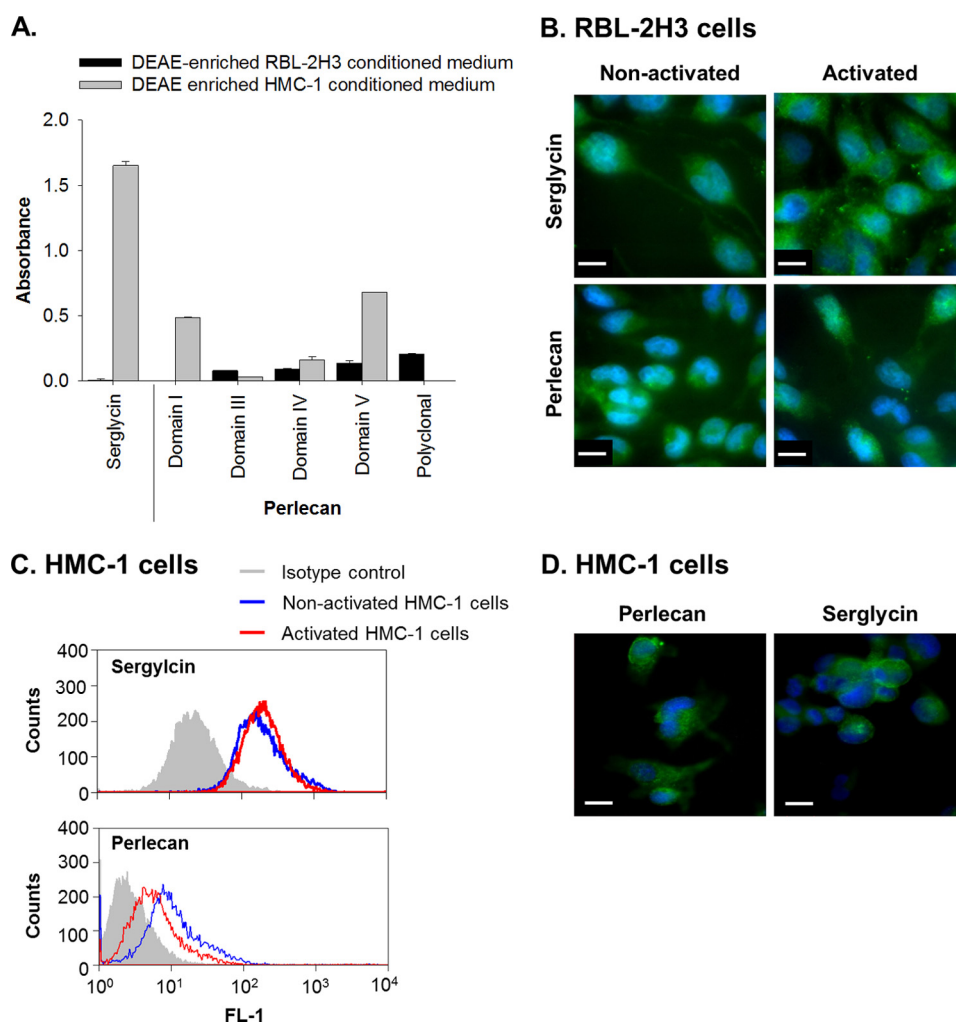 A.
DEAE-enriched RBL-2H3 conditioned medium
DEAE enriched HMC-1 conditioned medium
2.0
1.5
1.0
0.5
0.0
Absorbance
Serglycin
Domain I
Domain III
Domain IV
Domain V
Polyclonal
Perlecan
B. RBL-2H3 cells
Non-activated Activated
Serglycin
Perlecan
C. HMC-1 cells
Isotype control
Non-activated HMC-1 cells
Activated HMC-1 cells
400
300
200
100
0
Counts
Sergylcin
400
300
200
100
0
Counts
Perlecan
10⁰ 10¹ 10² 10³ 10⁴
FL-1
D. HMC-1 cells
Perlecan Serglycin